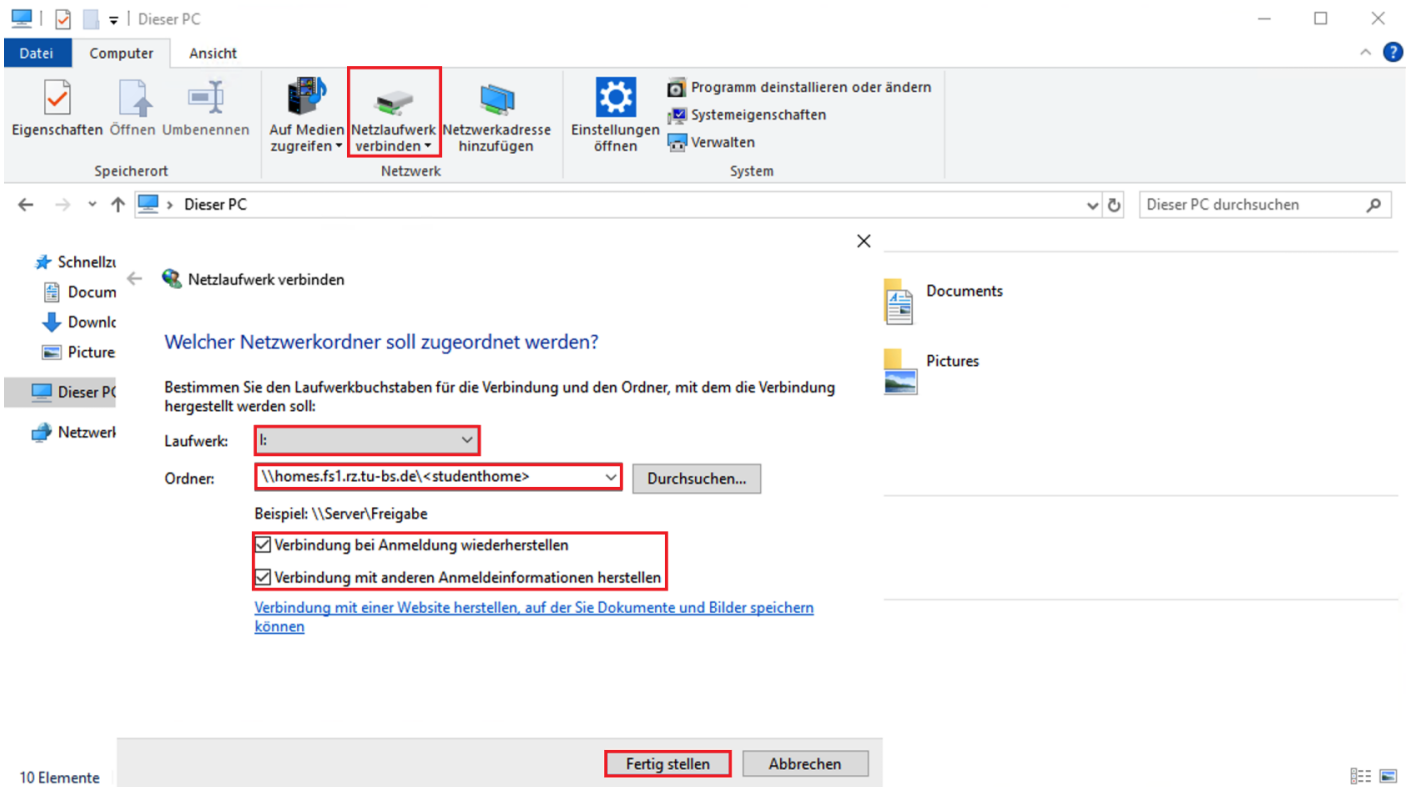 Dieser PC
Datei Computer Ansicht
Eigenschaften Öffnen Umbenennen
Auf Medien zugreifen
Netzlaufwerk verbinden
Netzwerkadresse hinzufügen
Einstellungen öffnen
Programm deinstallieren oder ändern
Systemeigenschaften
Verwalten
Speicherort Netzwerk System
Dieser PC
Dieser PC durchsuchen
Schnellzu
Docum
Downlo
Picture
Dieser PC
Netzwerk
Netzlaufwerk verbinden
Welcher Netzwerkordner soll zugeordnet werden?
Bestimmen Sie den Laufwerkbuchstaben für die Verbindung und den Ordner, mit dem die Verbindung
hergestellt werden soll:
Laufwerk: I:
Ordner: \\homes.fs1.rz.tu-bs.de\<studenthome>
Durchsuchen...
Beispiel: \\Server\Freigabe
Verbindung bei Anmeldung wiederherstellen
Verbindung mit anderen Anmeldeinformationen herstellen
Verbindung mit einer Website herstellen, auf der Sie Dokumente und Bilder speichern
können
Documents
Pictures
Fertig stellen
Abbrechen
10 Elemente